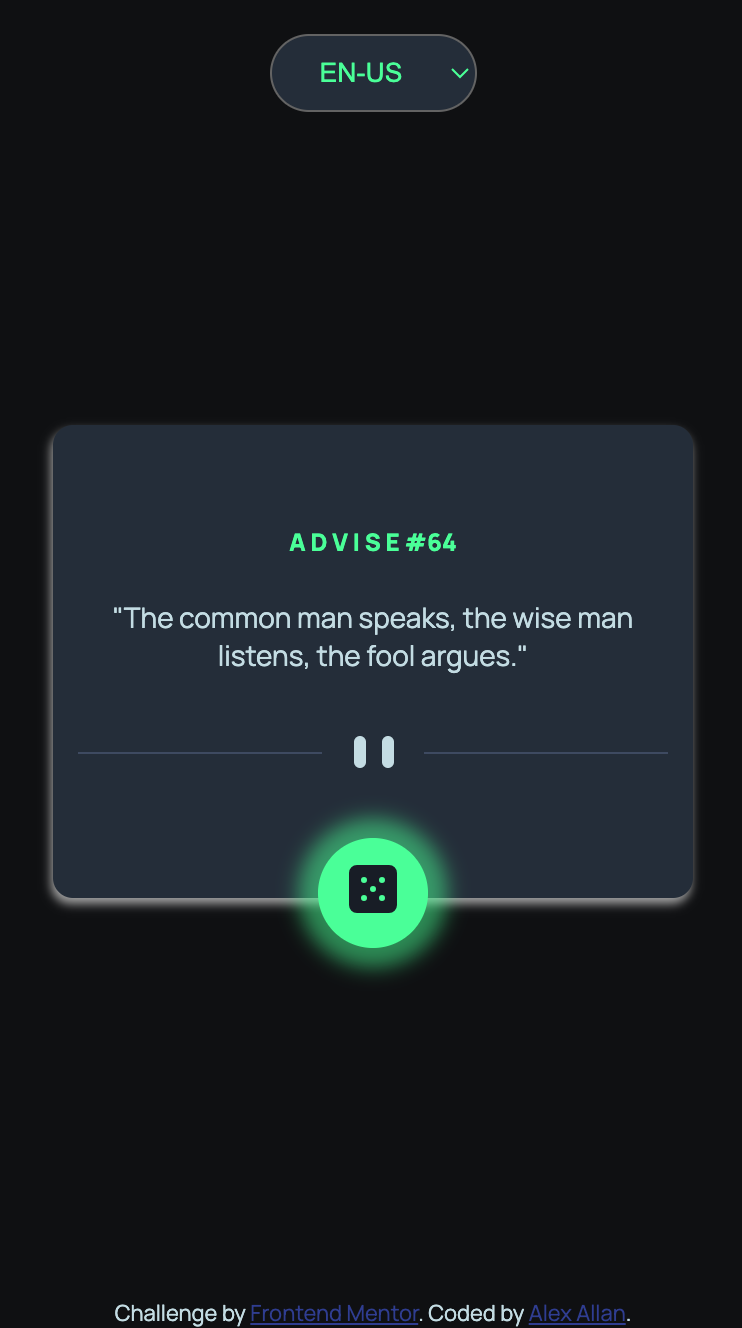 EN-US
ADVISE #64
"The common man speaks, the wise man
listens, the fool argues."
Challenge by Frontend Mentor. Coded by Alex Allan.